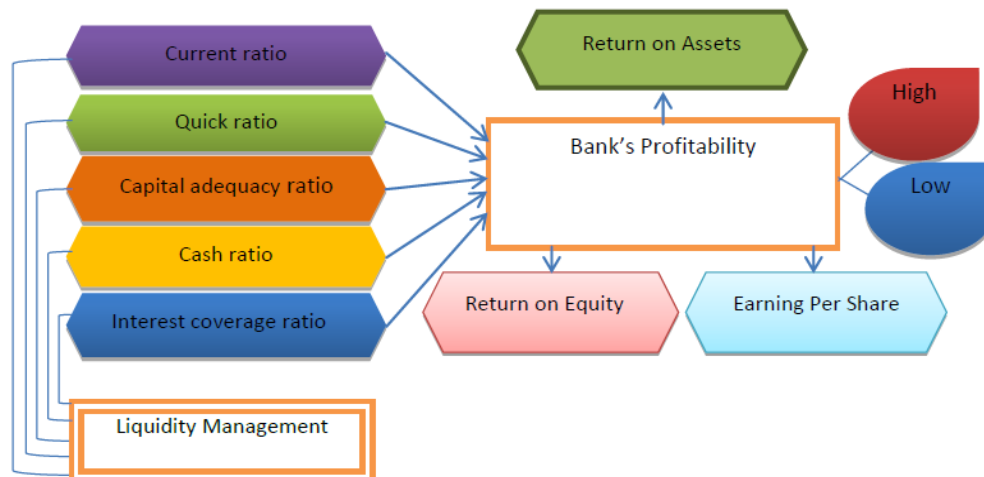 Current ratio
Quick ratio
Capital adequacy ratio
Cash ratio
Interest coverage ratio
Liquidity Management
Return on Assets
Bank’s Profitability
High
Low
Return on Equity
Earning Per Share